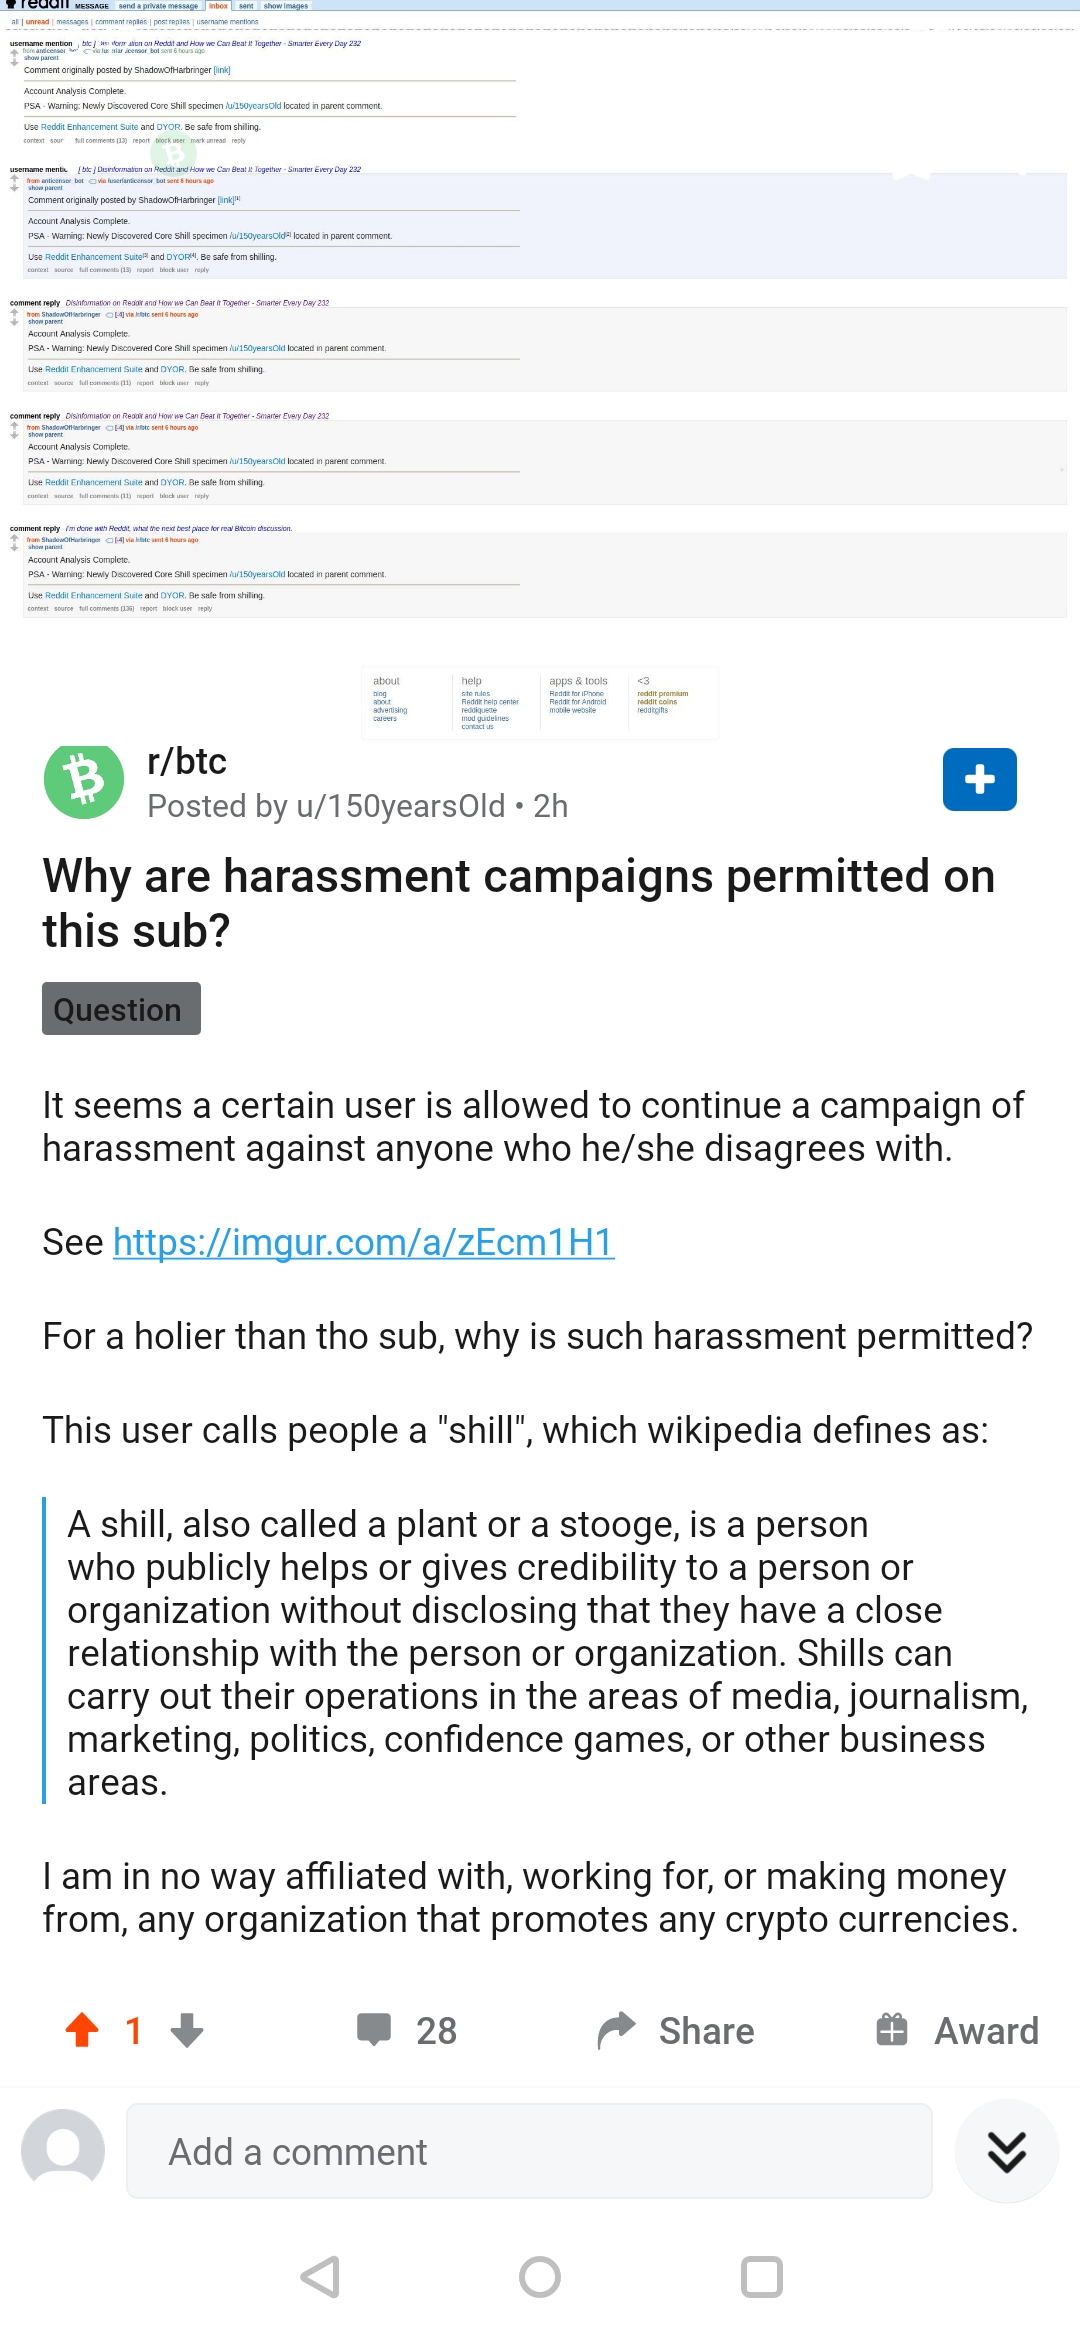 reddit MESSAGE send a private message inbox sent show images
all | unread | messages | comment replies | post replies | username mentions
username mention [ btc ] Disinformation on Reddit and How we Can Beat It Together - Smarter Every Day 232
from anticensor_bot via sent 6 hours ago
show parent
Comment originally posted by ShadowOfHarbringer [link]
Account Analysis Complete.
PSA - Warning: Newly Discovered Core Shill specimen /u/150yearsOld located in parent comment.
Use Reddit Enhancement Suite and DYOR. Be safe from shilling.
context full comments (13) report block user mark unread reply
[ btc ] Disinformation on Reddit and How we Can Beat It Together - Smarter Every Day 232
from anticensor_bot via /user/anticensor_bot sent 6 hours ago
show parent
Comment originally posted by ShadowOfHarbringer [link][1]
Account Analysis Complete.
PSA - Warning: Newly Discovered Core Shill specimen /u/150yearsOld[2] located in parent comment.
Use Reddit Enhancement Suite[3] and DYOR[4]. Be safe from shilling.
context source full comments (13) report block user reply
comment reply Disinformation on Reddit and How we Can Beat It Together - Smarter Every Day 232
from ShadowOfHarbringer [-4] via /r/btc sent 6 hours ago
show parent
Account Analysis Complete.
PSA - Warning: Newly Discovered Core Shill specimen /u/150yearsOld located in parent comment.
Use Reddit Enhancement Suite and DYOR. Be safe from shilling.
context source full comments (11) report block user reply
comment reply Disinformation on Reddit and How we Can Beat It Together - Smarter Every Day 232
from ShadowOfHarbringer [-4] via /r/btc sent 6 hours ago
show parent
Account Analysis Complete.
PSA - Warning: Newly Discovered Core Shill specimen /u/150yearsOld located in parent comment.
Use Reddit Enhancement Suite and DYOR. Be safe from shilling.
context source full comments (11) report block user reply
comment reply I'm done with Reddit, what the next best place for real Bitcoin discussion.
from ShadowOfHarbringer [-4] via /r/btc sent 6 hours ago
show parent
Account Analysis Complete.
PSA - Warning: Newly Discovered Core Shill specimen /u/150yearsOld located in parent comment.
Use Reddit Enhancement Suite and DYOR. Be safe from shilling.
context source full comments (136) report block user reply
about help apps & tools <3
blog site rules Reddit for iPhone reddit premium
about Reddit help center Reddit for Android reddit coins
advertising reddiquette mobile website redditgifts
careers mod guidelines
contact us
r/btc
Posted by u/150yearsOld • 2h
Why are harassment campaigns permitted on
this sub?
Question
It seems a certain user is allowed to continue a campaign of
harassment against anyone who he/she disagrees with.
See https://imgur.com/a/zEcm1H1
For a holier than tho sub, why is such harassment permitted?
This user calls people a "shill", which wikipedia defines as:
A shill, also called a plant or a stooge, is a person
who publicly helps or gives credibility to a person or
organization without disclosing that they have a close
relationship with the person or organization. Shills can
carry out their operations in the areas of media, journalism,
marketing, politics, confidence games, or other business
areas.
I am in no way affiliated with, working for, or making money
from, any organization that promotes any crypto currencies.
1 28 Share Award
Add a comment